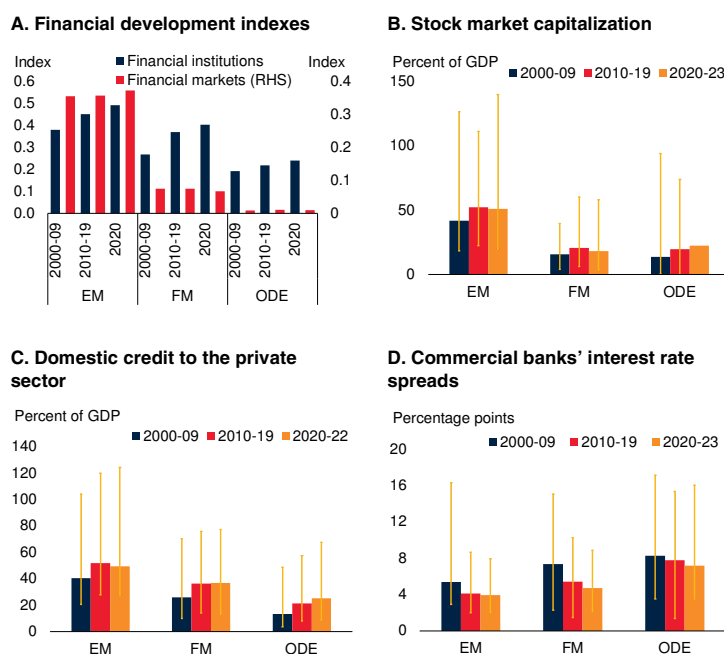 A. Financial development indexes
Index
Index
Financial institutions
Financial markets (RHS)
0.6
0.5
0.4
0.3
0.2
0.1
0.0
0.4
0.3
0.2
0.1
0
2000-09
2010-19
2020
2000-09
2010-19
2020
2000-09
2010-19
2020
EM
FM
ODE
B. Stock market capitalization
Percent of GDP
2000-09
2010-19
2020-23
150
100
50
0
EM
FM
ODE
C. Domestic credit to the private
sector
Percent of GDP
2000-09
2010-19
2020-22
140
120
100
80
60
40
20
0
EM
FM
ODE
D. Commercial banks’ interest rate
spreads
Percentage points
2000-09
2010-19
2020-23
20
16
12
8
4
0
EM
FM
ODE